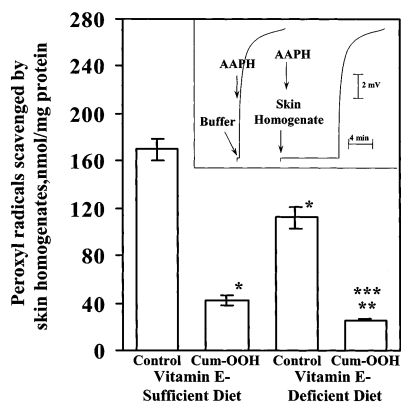 Peroxyl radicals scavenged by
skin homogenates,nmol/mg protein
280
240
200
160
120
80
40
0
AAPH
AAPH
Buffer
Skin
Homogenate
2 mV
4 min
*
*
***
**
Control
Cum-OOH
Control
Cum-OOH
Vitamin E-
Sufficient Diet
Vitamin E-
Deficient Diet